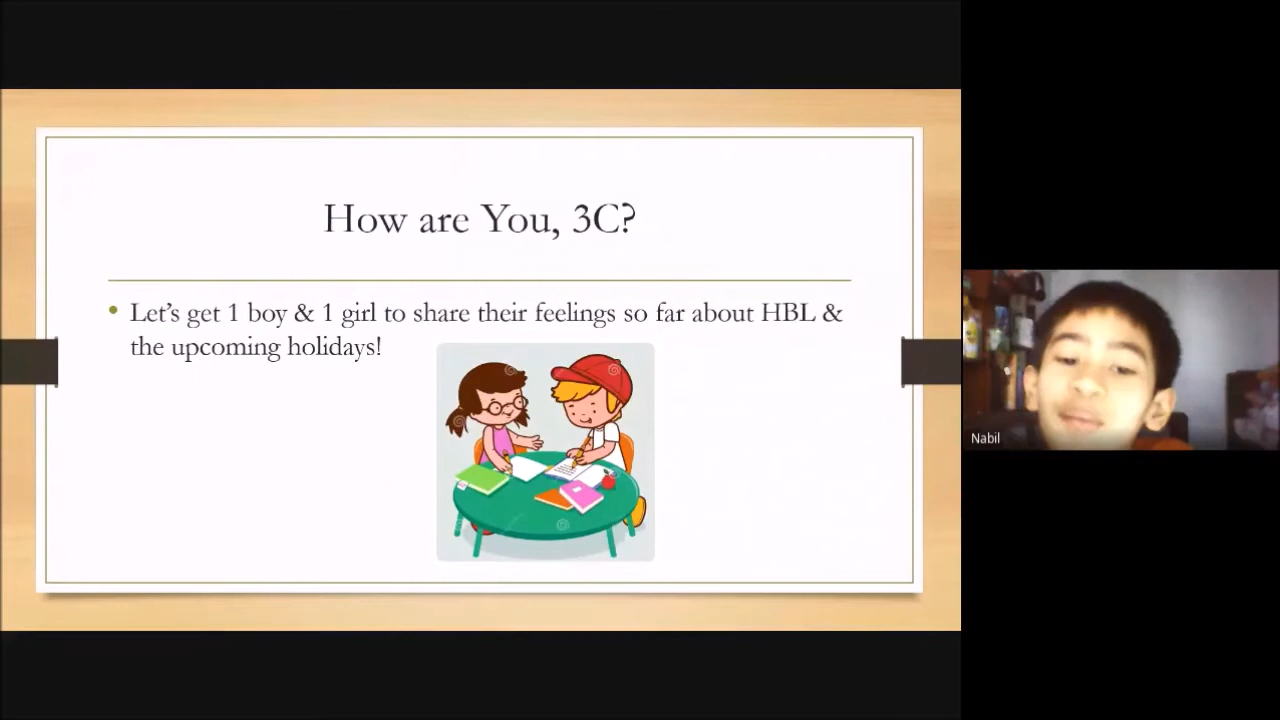 How are You, 3C?
• Let's get 1 boy & 1 girl to share their feelings so far about HBL &
the upcoming holidays!
Nabil